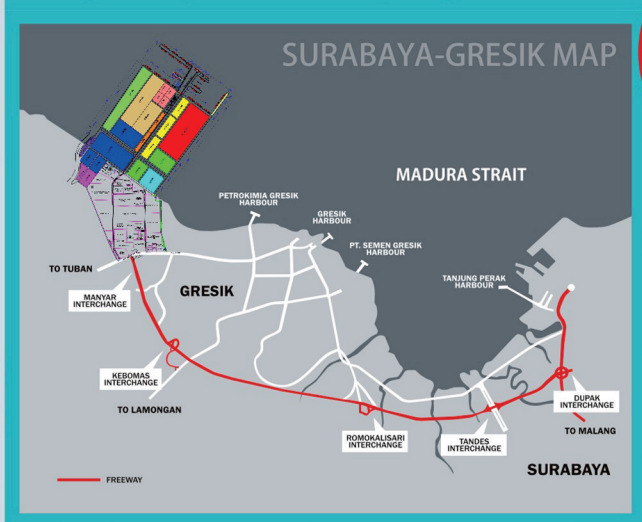 SURABAYA-GRESIK MAP
MADURA STRAIT
PETROKIMIA GRESIK
HARBOUR
GRESIK
HARBOUR
PT. SEMEN GRESIK
HARBOUR
TO TUBAN
TANJUNG PERAK
HARBOUR
GRESIK
MANYAR
INTERCHANGE
KEBOMAS
INTERCHANGE
DUPAK
INTERCHANGE
TO LAMONGAN
TO MALANG
ROMOKALISARI
INTERCHANGE
TANDES
INTERCHANGE
SURABAYA
FREEWAY